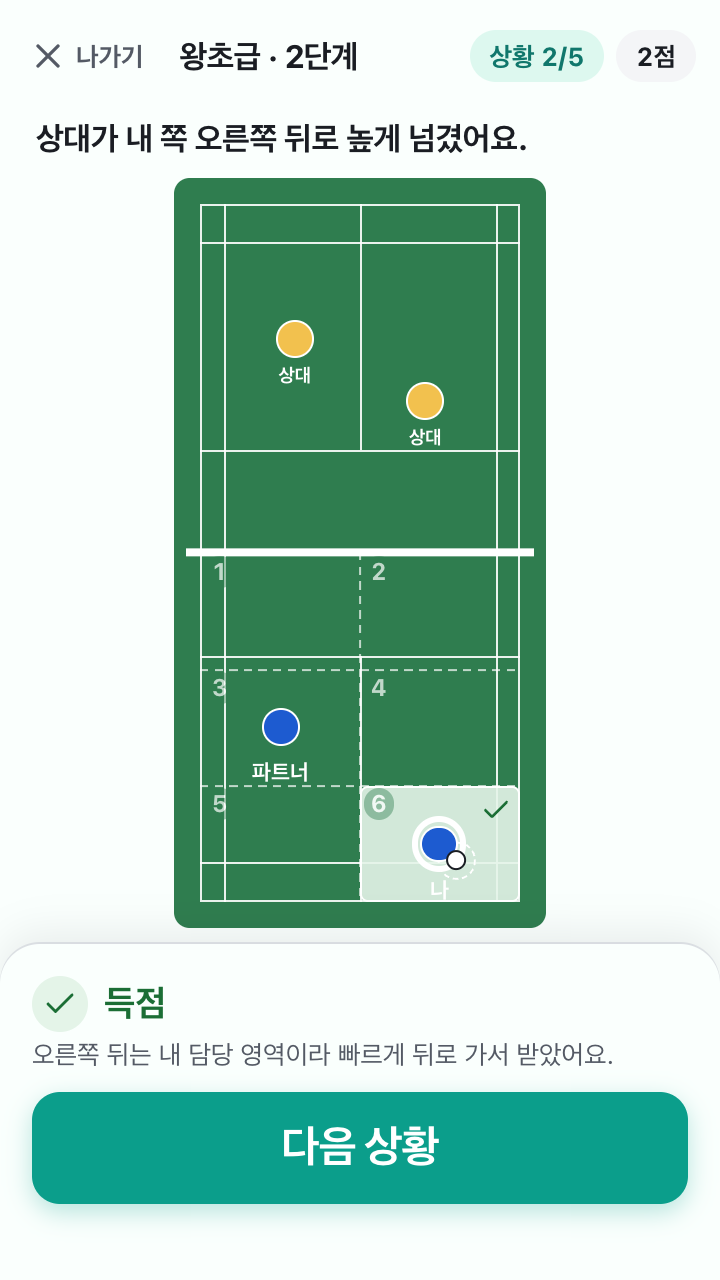 나가기
왕초급 · 2단계
상황 2/5
2점
상대가 내 쪽 오른쪽 뒤로 높게 넘겼어요.
상대
상대
1
2
3
4
파트너
5
6
나
득점
오른쪽 뒤는 내 담당 영역이라 빠르게 뒤로 가서 받았어요.
다음 상황